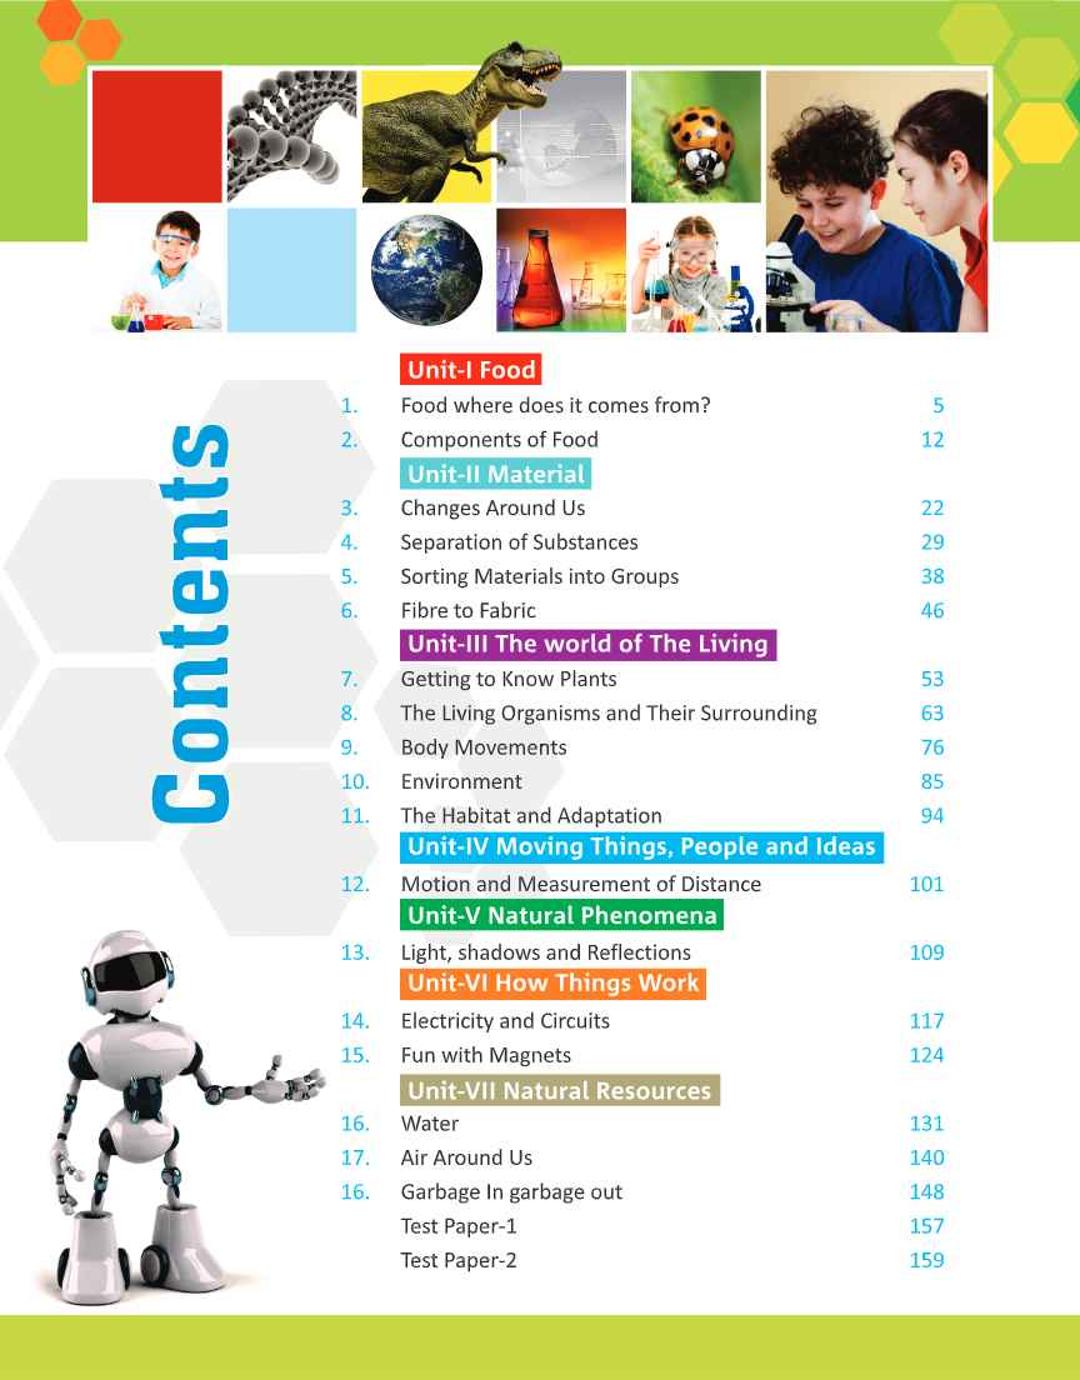 Contents
Unit-I Food
1. Food where does it comes from? 5
2. Components of Food 12
Unit-II Material
3. Changes Around Us 22
4. Separation of Substances 29
5. Sorting Materials into Groups 38
6. Fibre to Fabric 46
Unit-III The world of The Living
7. Getting to Know Plants 53
8. The Living Organisms and Their Surrounding 63
9. Body Movements 76
10. Environment 85
11. The Habitat and Adaptation 94
Unit-IV Moving Things, People and Ideas
12. Motion and Measurement of Distance 101
Unit-V Natural Phenomena
13. Light, shadows and Reflections 109
Unit-VI How Things Work
14. Electricity and Circuits 117
15. Fun with Magnets 124
Unit-VII Natural Resources
16. Water 131
17. Air Around Us 140
16. Garbage In garbage out 148
Test Paper-1 157
Test Paper-2 159